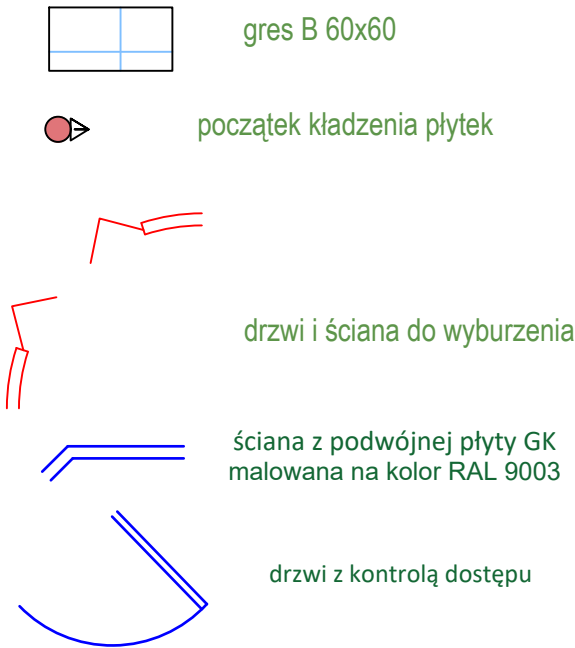 gres B 60x60
początek kładzenia płytek
drzwi i ściana do wyburzenia
ściana z podwójnej płyty GK
malowana na kolor RAL 9003
drzwi z kontrolą dostępu